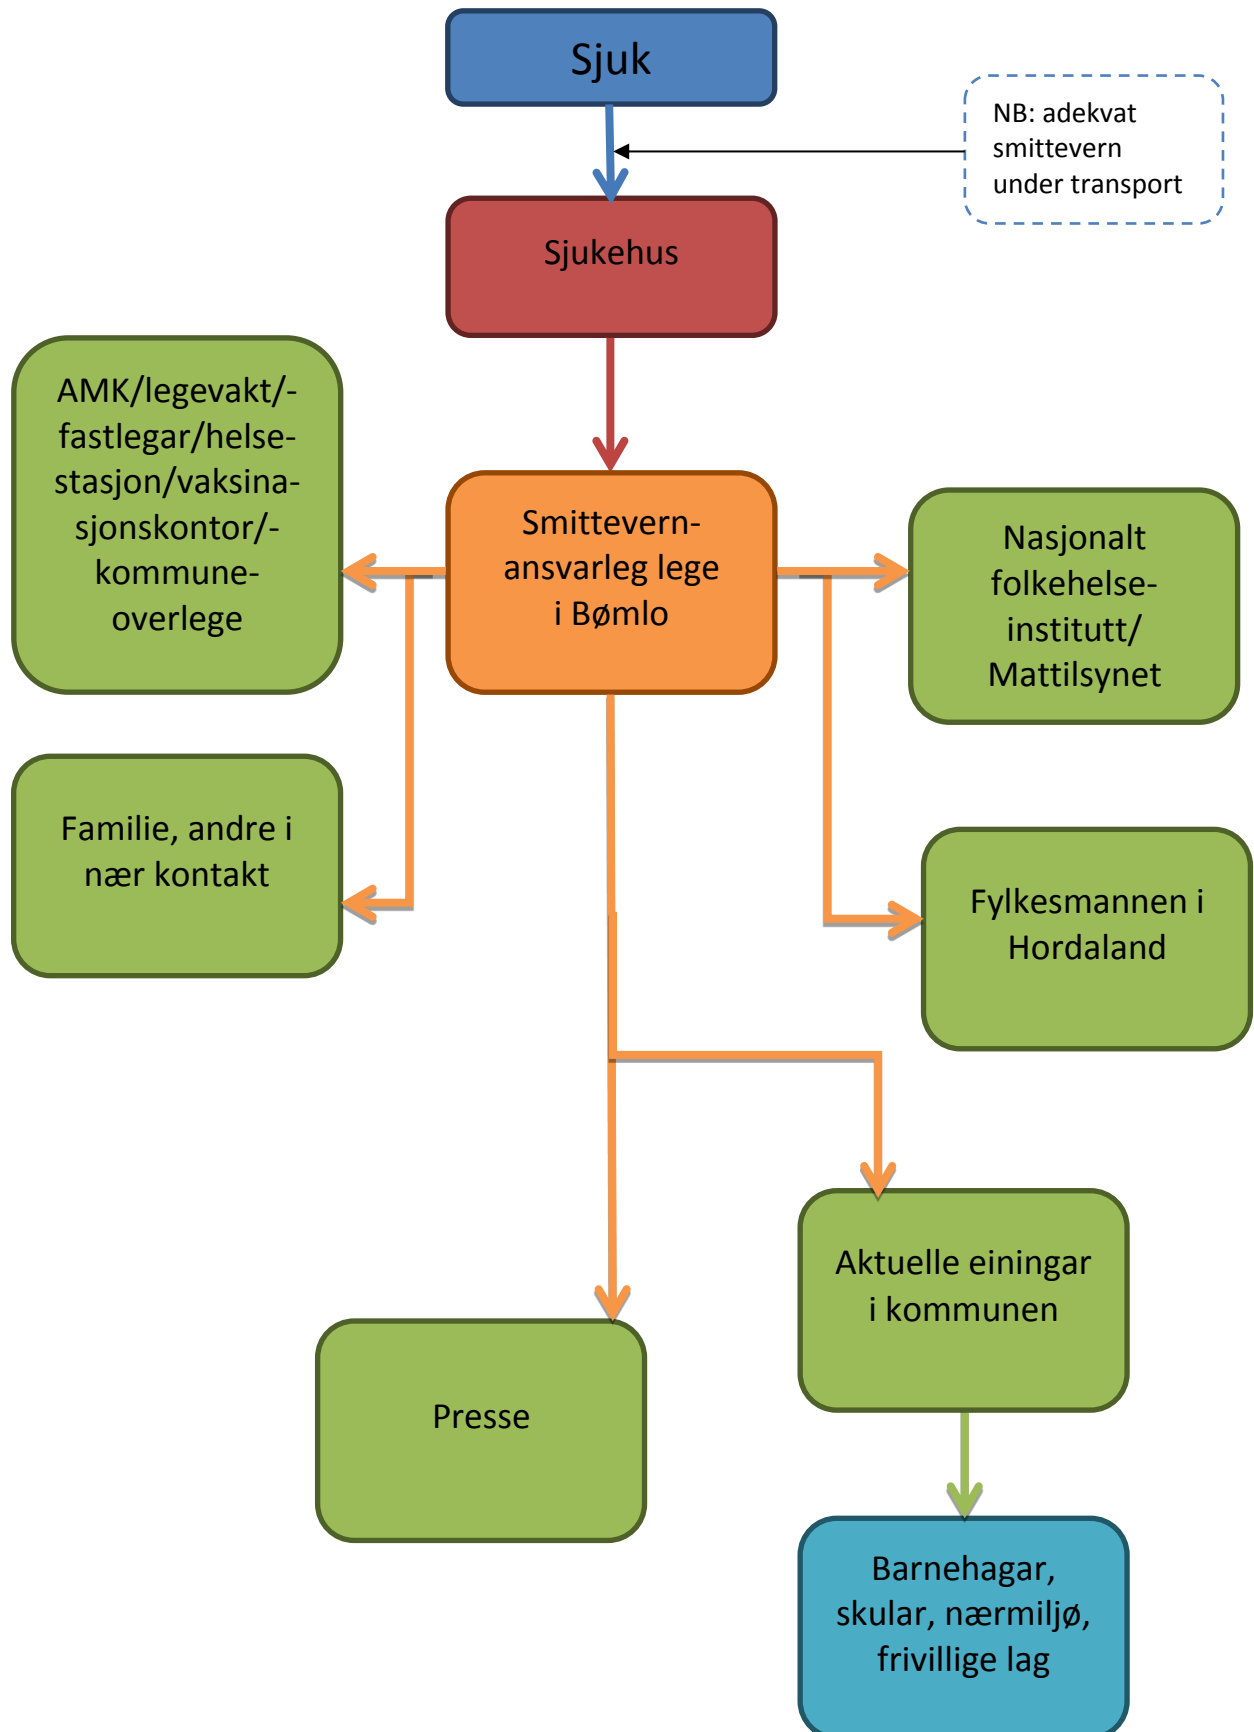 Sjuk
NB: adekvat
smittevern
under transport
Sjukehus
AMK/legevakt/-
fastlegar/helse-
stasjon/vaksina-
sjonskontor/-
kommune-
overlege
Smittevern-
ansvarleg lege
i Bømlo
Nasjonalt
folkehelse-
institutt/
Mattilsynet
Familie, andre i
nær kontakt
Fylkesmannen i
Hordaland
Aktuelle einingar
i kommunen
Presse
Barnehagar,
skular, nærmiljø,
frivillige lag